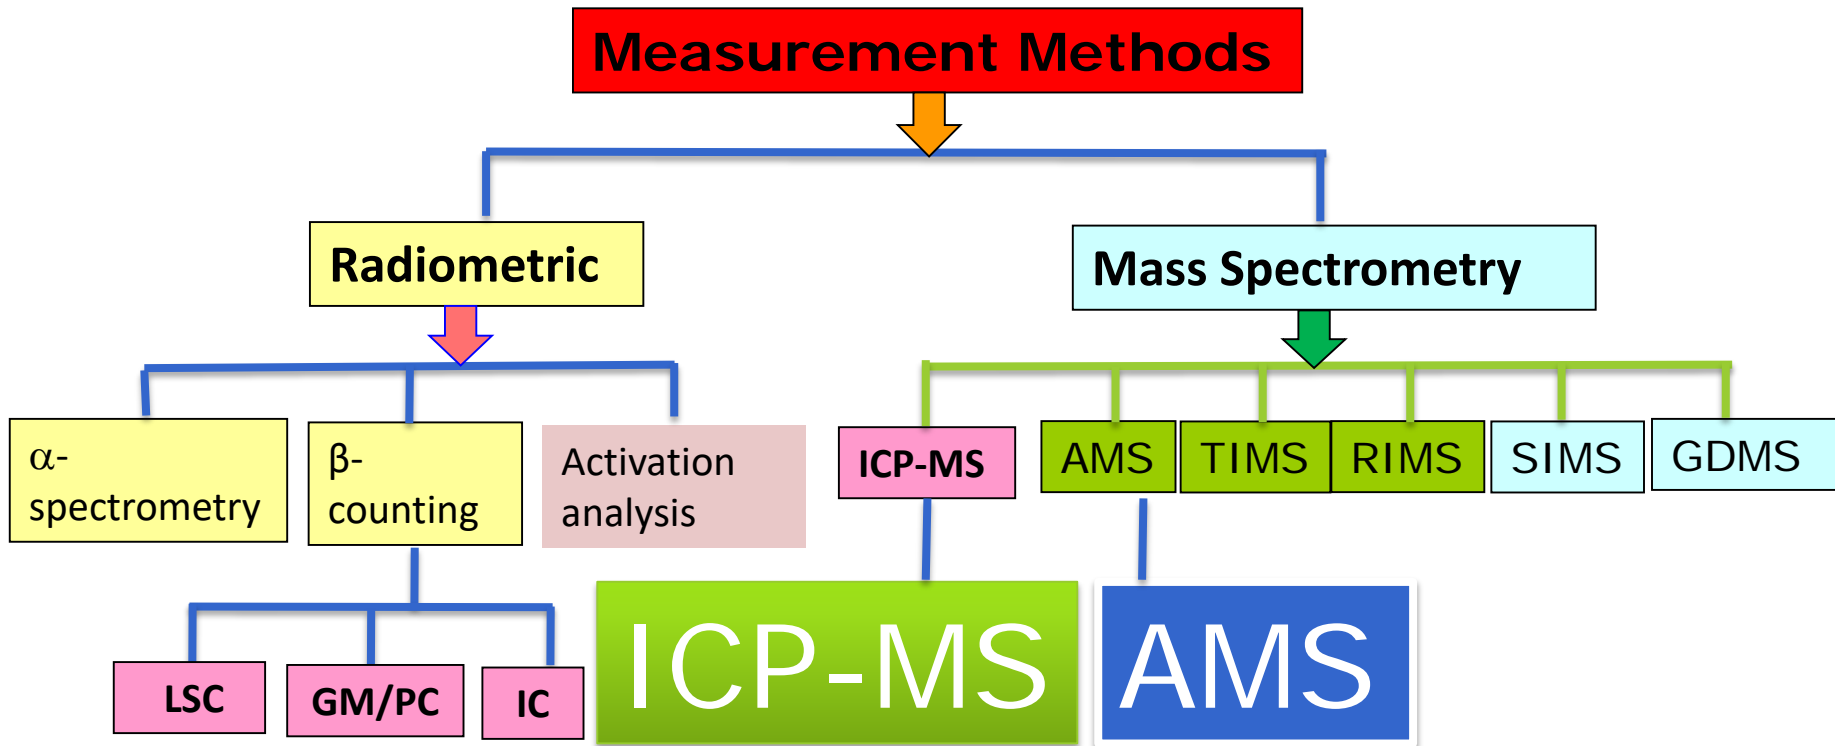 Measurement Methods
Radiometric
Mass Spectrometry
α-
spectrometry
β-
counting
Activation
analysis
ICP-MS
AMS
TIMS
RIMS
SIMS
GDMS
LSC
GM/PC
IC
ICP-MS
AMS